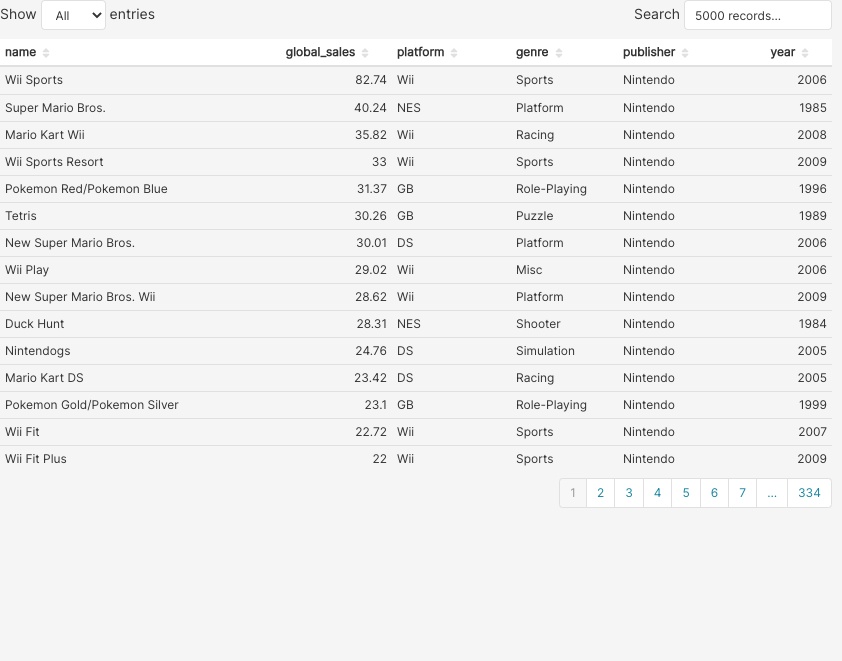 Show All entries Search 5000 records...
name global_sales platform genre publisher year
Wii Sports 82.74 Wii Sports Nintendo 2006
Super Mario Bros. 40.24 NES Platform Nintendo 1985
Mario Kart Wii 35.82 Wii Racing Nintendo 2008
Wii Sports Resort 33 Wii Sports Nintendo 2009
Pokemon Red/Pokemon Blue 31.37 GB Role-Playing Nintendo 1996
Tetris 30.26 GB Puzzle Nintendo 1989
New Super Mario Bros. 30.01 DS Platform Nintendo 2006
Wii Play 29.02 Wii Misc Nintendo 2006
New Super Mario Bros. Wii 28.62 Wii Platform Nintendo 2009
Duck Hunt 28.31 NES Shooter Nintendo 1984
Nintendogs 24.76 DS Simulation Nintendo 2005
Mario Kart DS 23.42 DS Racing Nintendo 2005
Pokemon Gold/Pokemon Silver 23.1 GB Role-Playing Nintendo 1999
Wii Fit 22.72 Wii Sports Nintendo 2007
Wii Fit Plus 22 Wii Sports Nintendo 2009
1 2 3 4 5 6 7 ... 334